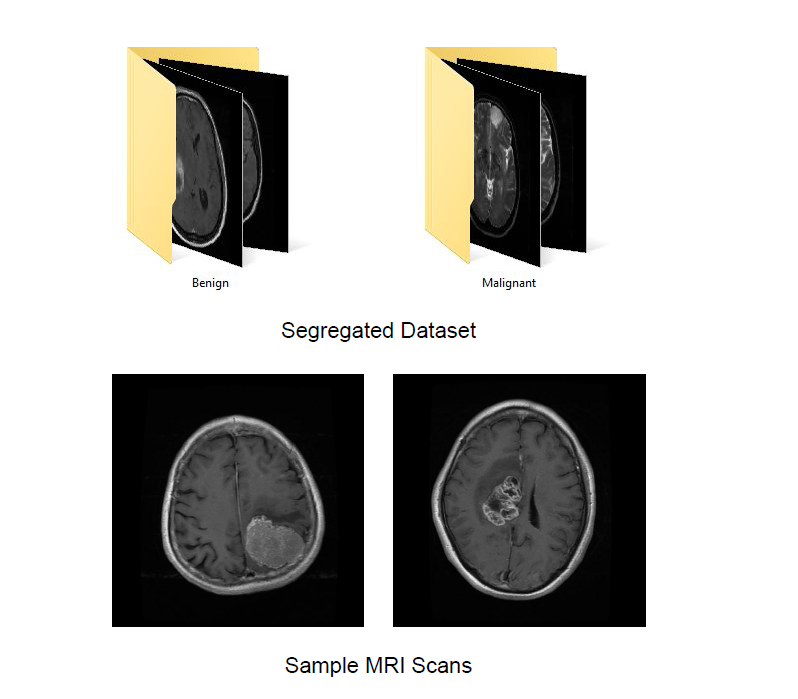 Benign
Malignant
Segregated Dataset
Sample MRI Scans